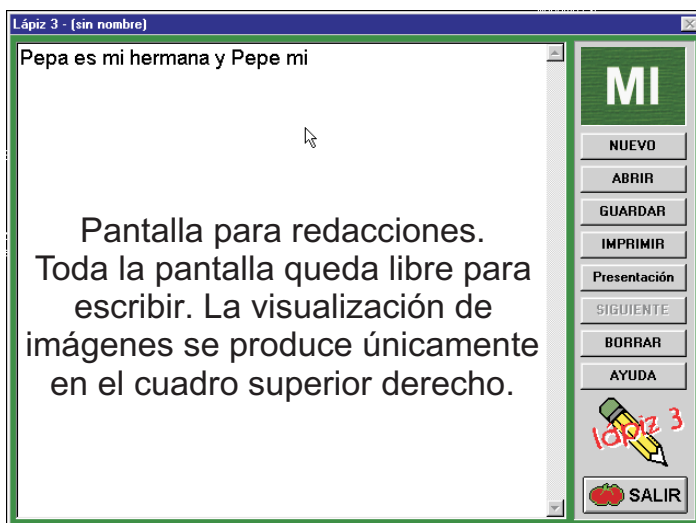 Lápiz 3 - (sin nombre)
Pepa es mi hermana y Pepe mi
Pantalla para redacciones.
Toda la pantalla queda libre para
escribir. La visualización de
imágenes se produce únicamente
en el cuadro superior derecho.
MI
NUEVO
ABRIR
GUARDAR
IMPRIMIR
Presentación
SIGUIENTE
BORRAR
AYUDA
lápiz 3
SALIR